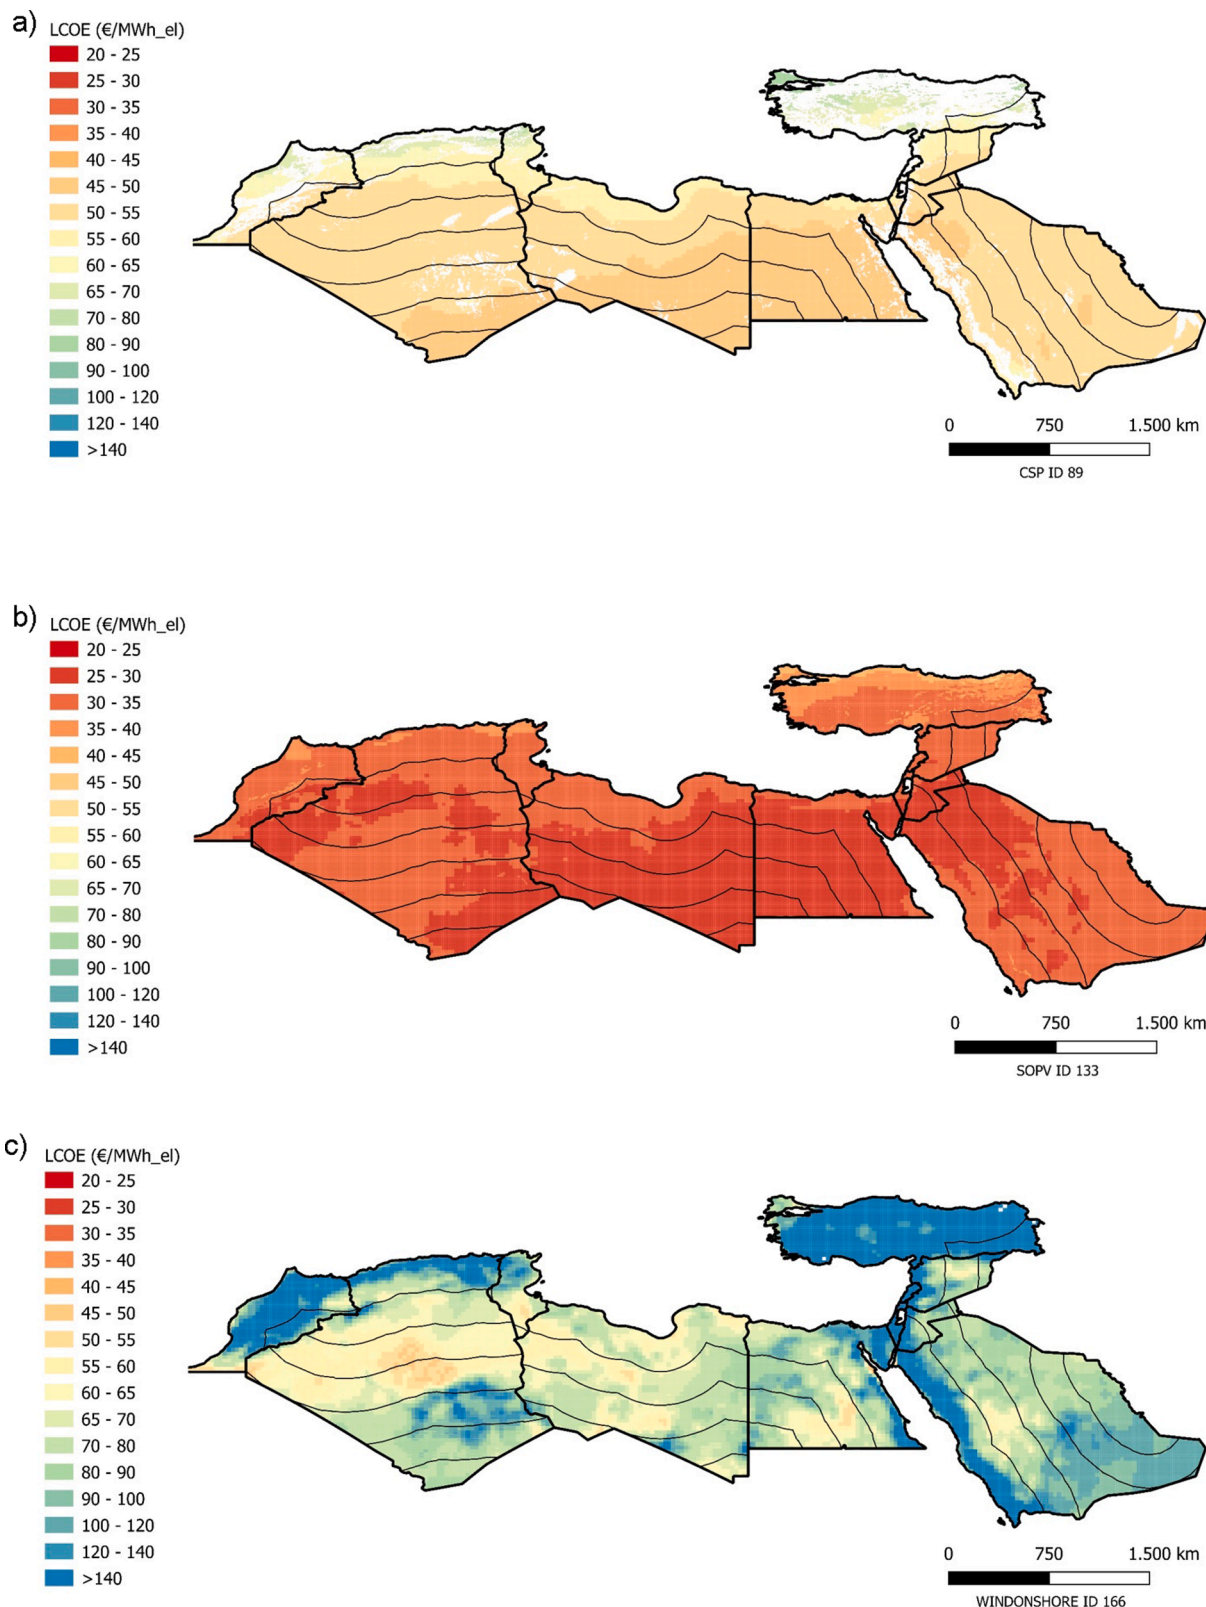 a)
LCOE (€/MWh_el)
20 - 25
25 - 30
30 - 35
35 - 40
40 - 45
45 - 50
50 - 55
55 - 60
60 - 65
65 - 70
70 - 80
80 - 90
90 - 100
100 - 120
120 - 140
>140
0 750 1.500 km
CSP ID 89
b)
LCOE (€/MWh_el)
20 - 25
25 - 30
30 - 35
35 - 40
40 - 45
45 - 50
50 - 55
55 - 60
60 - 65
65 - 70
70 - 80
80 - 90
90 - 100
100 - 120
120 - 140
>140
0 750 1.500 km
SOPV ID 133
c)
LCOE (€/MWh_el)
20 - 25
25 - 30
30 - 35
35 - 40
40 - 45
45 - 50
50 - 55
55 - 60
60 - 65
65 - 70
70 - 80
80 - 90
90 - 100
100 - 120
120 - 140
>140
0 750 1.500 km
WINDONSHORE ID 166